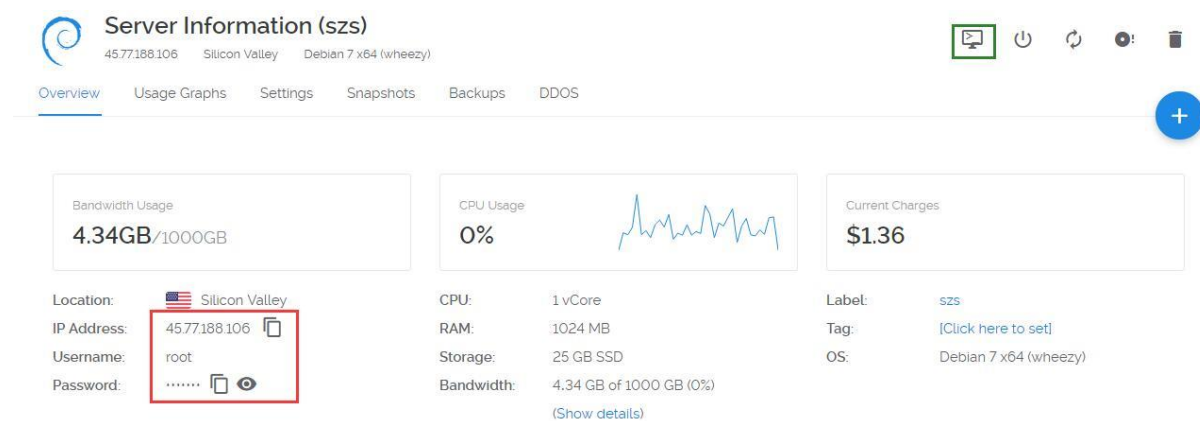 Server Information (szs)
45.77.188.106 Silicon Valley Debian 7 x64 (wheezy)
Overview Usage Graphs Settings Snapshots Backups DDOS
Bandwidth Usage
4.34GB/1000GB
CPU Usage
0%
Current Charges
$1.36
Location: Silicon Valley
IP Address: 45.77.188.106
Username: root
Password: .......
CPU: 1 vCore
RAM: 1024 MB
Storage: 25 GB SSD
Bandwidth: 4.34 GB of 1000 GB (0%)
(Show details)
Label: szs
Tag: [Click here to set]
OS: Debian 7 x64 (wheezy)